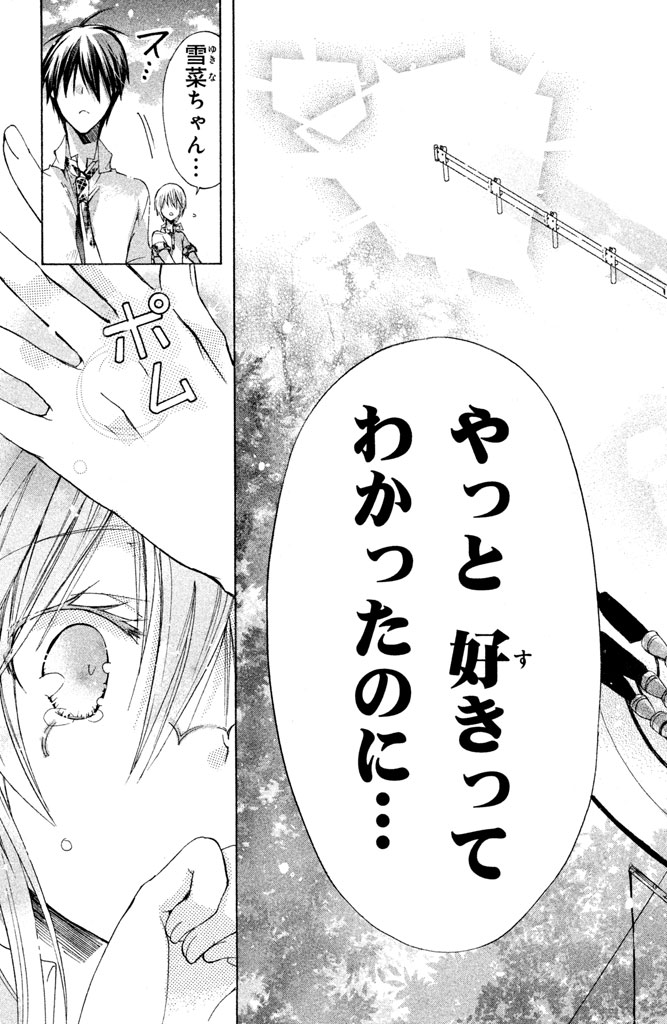 やっと好きって
わかったのに…
雪菜ちゃん…
ス…
ポム